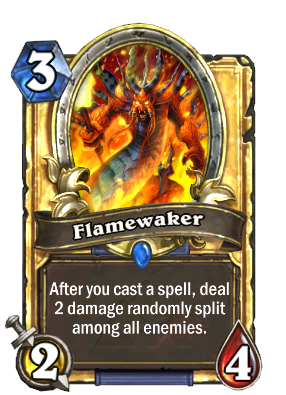 3
Flamewaker
After you cast a spell, deal
2 damage randomly split
among all enemies.
2
4